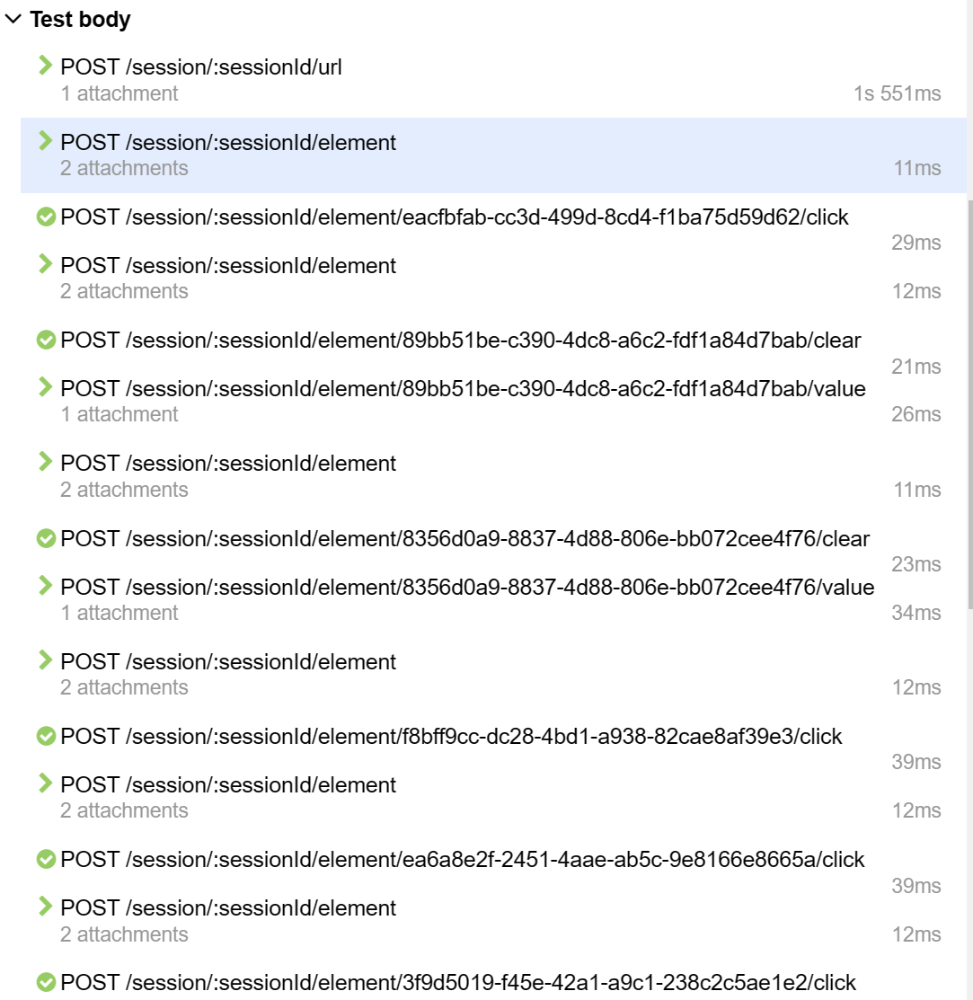 Test body
POST /session/:sessionId/url
1 attachment
1s 551ms
POST /session/:sessionId/element
2 attachments
11ms
POST /session/:sessionId/element/eacfbfab-cc3d-499d-8cd4-f1ba75d59d62/click
29ms
POST /session/:sessionId/element
2 attachments
12ms
POST /session/:sessionId/element/89bb51be-c390-4dc8-a6c2-fdf1a84d7bab/clear
21ms
POST /session/:sessionId/element/89bb51be-c390-4dc8-a6c2-fdf1a84d7bab/value
1 attachment
26ms
POST /session/:sessionId/element
2 attachments
11ms
POST /session/:sessionId/element/8356d0a9-8837-4d88-806e-bb072cee4f76/clear
23ms
POST /session/:sessionId/element/8356d0a9-8837-4d88-806e-bb072cee4f76/value
1 attachment
34ms
POST /session/:sessionId/element
2 attachments
12ms
POST /session/:sessionId/element/f8bff9cc-dc28-4bd1-a938-82cae8af39e3/click
39ms
POST /session/:sessionId/element
2 attachments
12ms
POST /session/:sessionId/element/ea6a8e2f-2451-4aae-ab5c-9e8166e8665a/click
39ms
POST /session/:sessionId/element
2 attachments
12ms
POST /session/:sessionId/element/3f9d5019-f45e-42a1-a9c1-238c2c5ae1e2/click